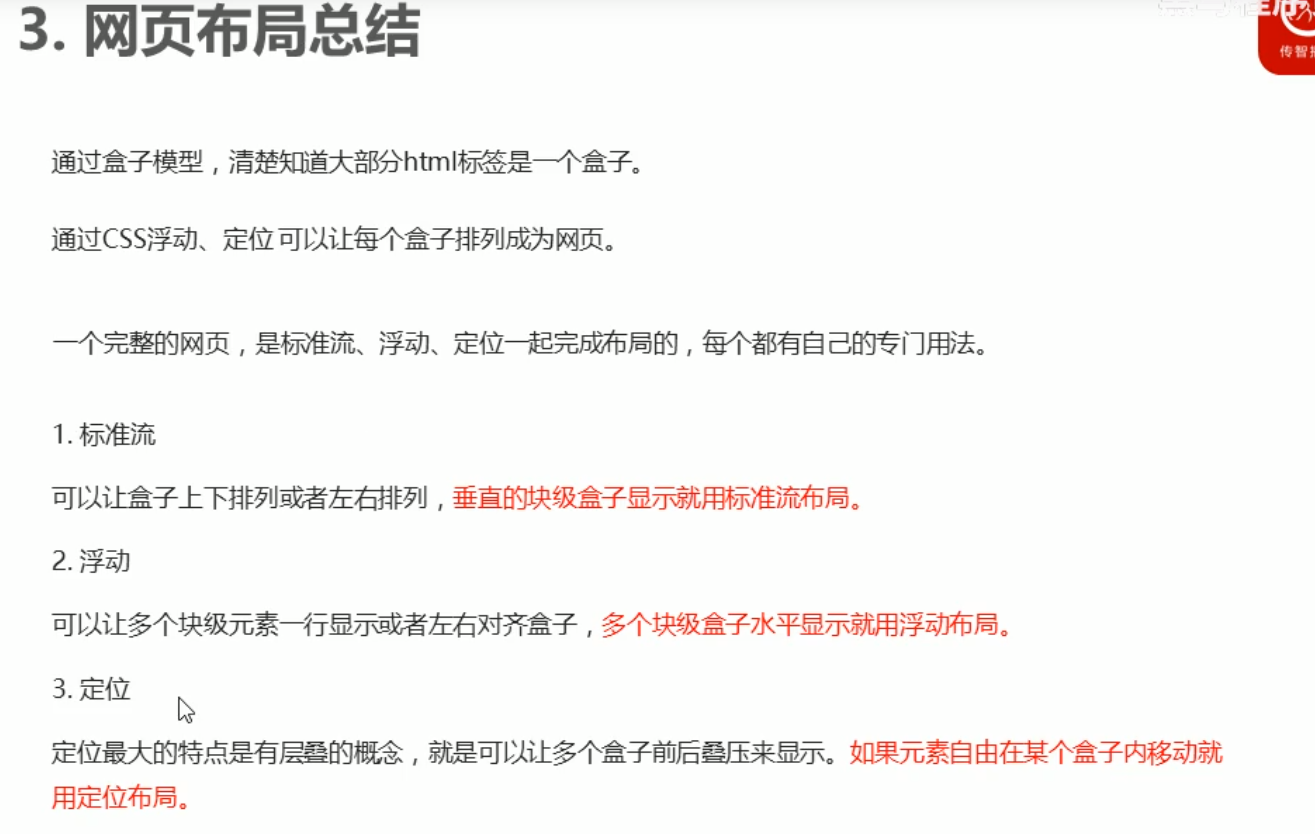 3. 网页布局总结
传智
通过盒子模型，清楚知道大部分html标签是一个盒子。
通过CSS浮动、定位 可以让每个盒子排列成为网页。
一个完整的网页，是标准流、浮动、定位一起完成布局的，每个都有自己的专门用法。
1. 标准流
可以让盒子上下排列或者左右排列，垂直的块级盒子显示就用标准流布局。
2. 浮动
可以让多个块级元素一行显示或者左右对齐盒子，多个块级盒子水平显示就用浮动布局。
3. 定位
定位最大的特点是有层叠的概念，就是可以让多个盒子前后叠压来显示。如果元素自由在某个盒子内移动就
用定位布局。